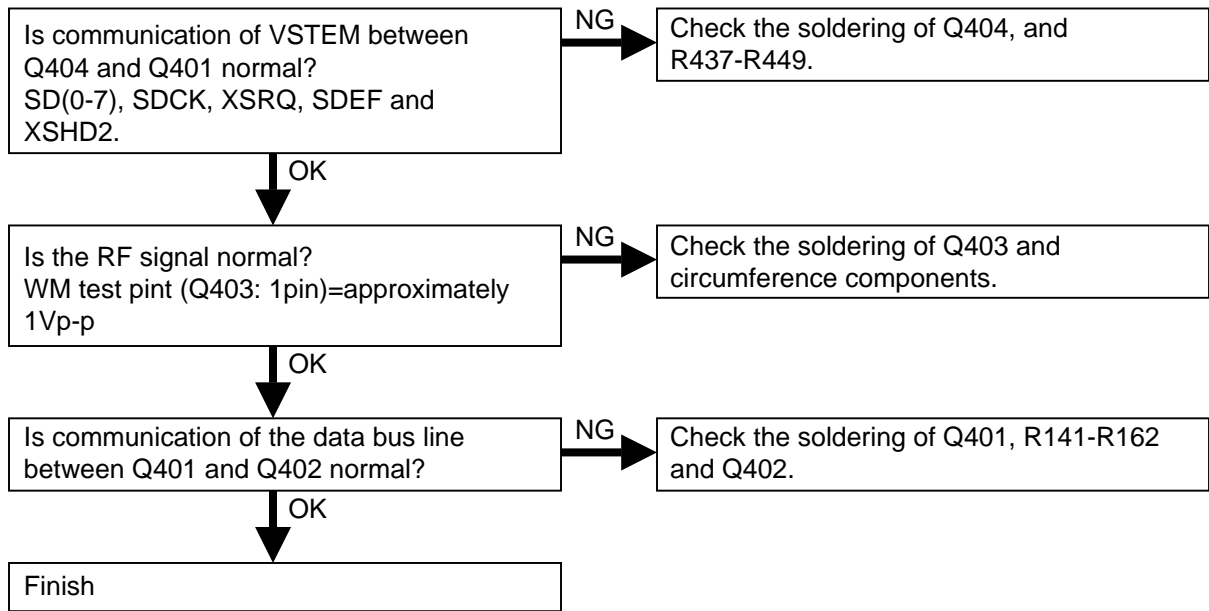 Is communication of VSTEM between
Q404 and Q401 normal?
SD(0-7), SDCK, XSRQ, SDEF and
XSHD2.
NG
Check the soldering of Q404, and
R437-R449.
OK
Is the RF signal normal?
WM test pint (Q403: 1pin)=approximately
1Vp-p
NG
Check the soldering of Q403 and
circumference components.
OK
Is communication of the data bus line
between Q401 and Q402 normal?
NG
Check the soldering of Q401, R141-R162
and Q402.
OK
Finish